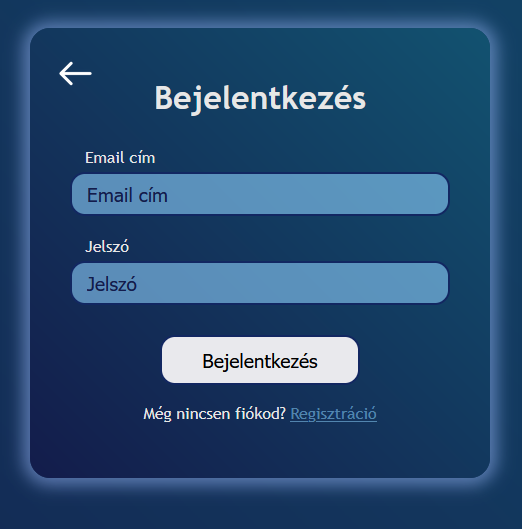 Bejelentkezés
Email cím
Email cím
Jelszó
Jelszó
Bejelentkezés
Még nincsen fiókod? Regisztráció